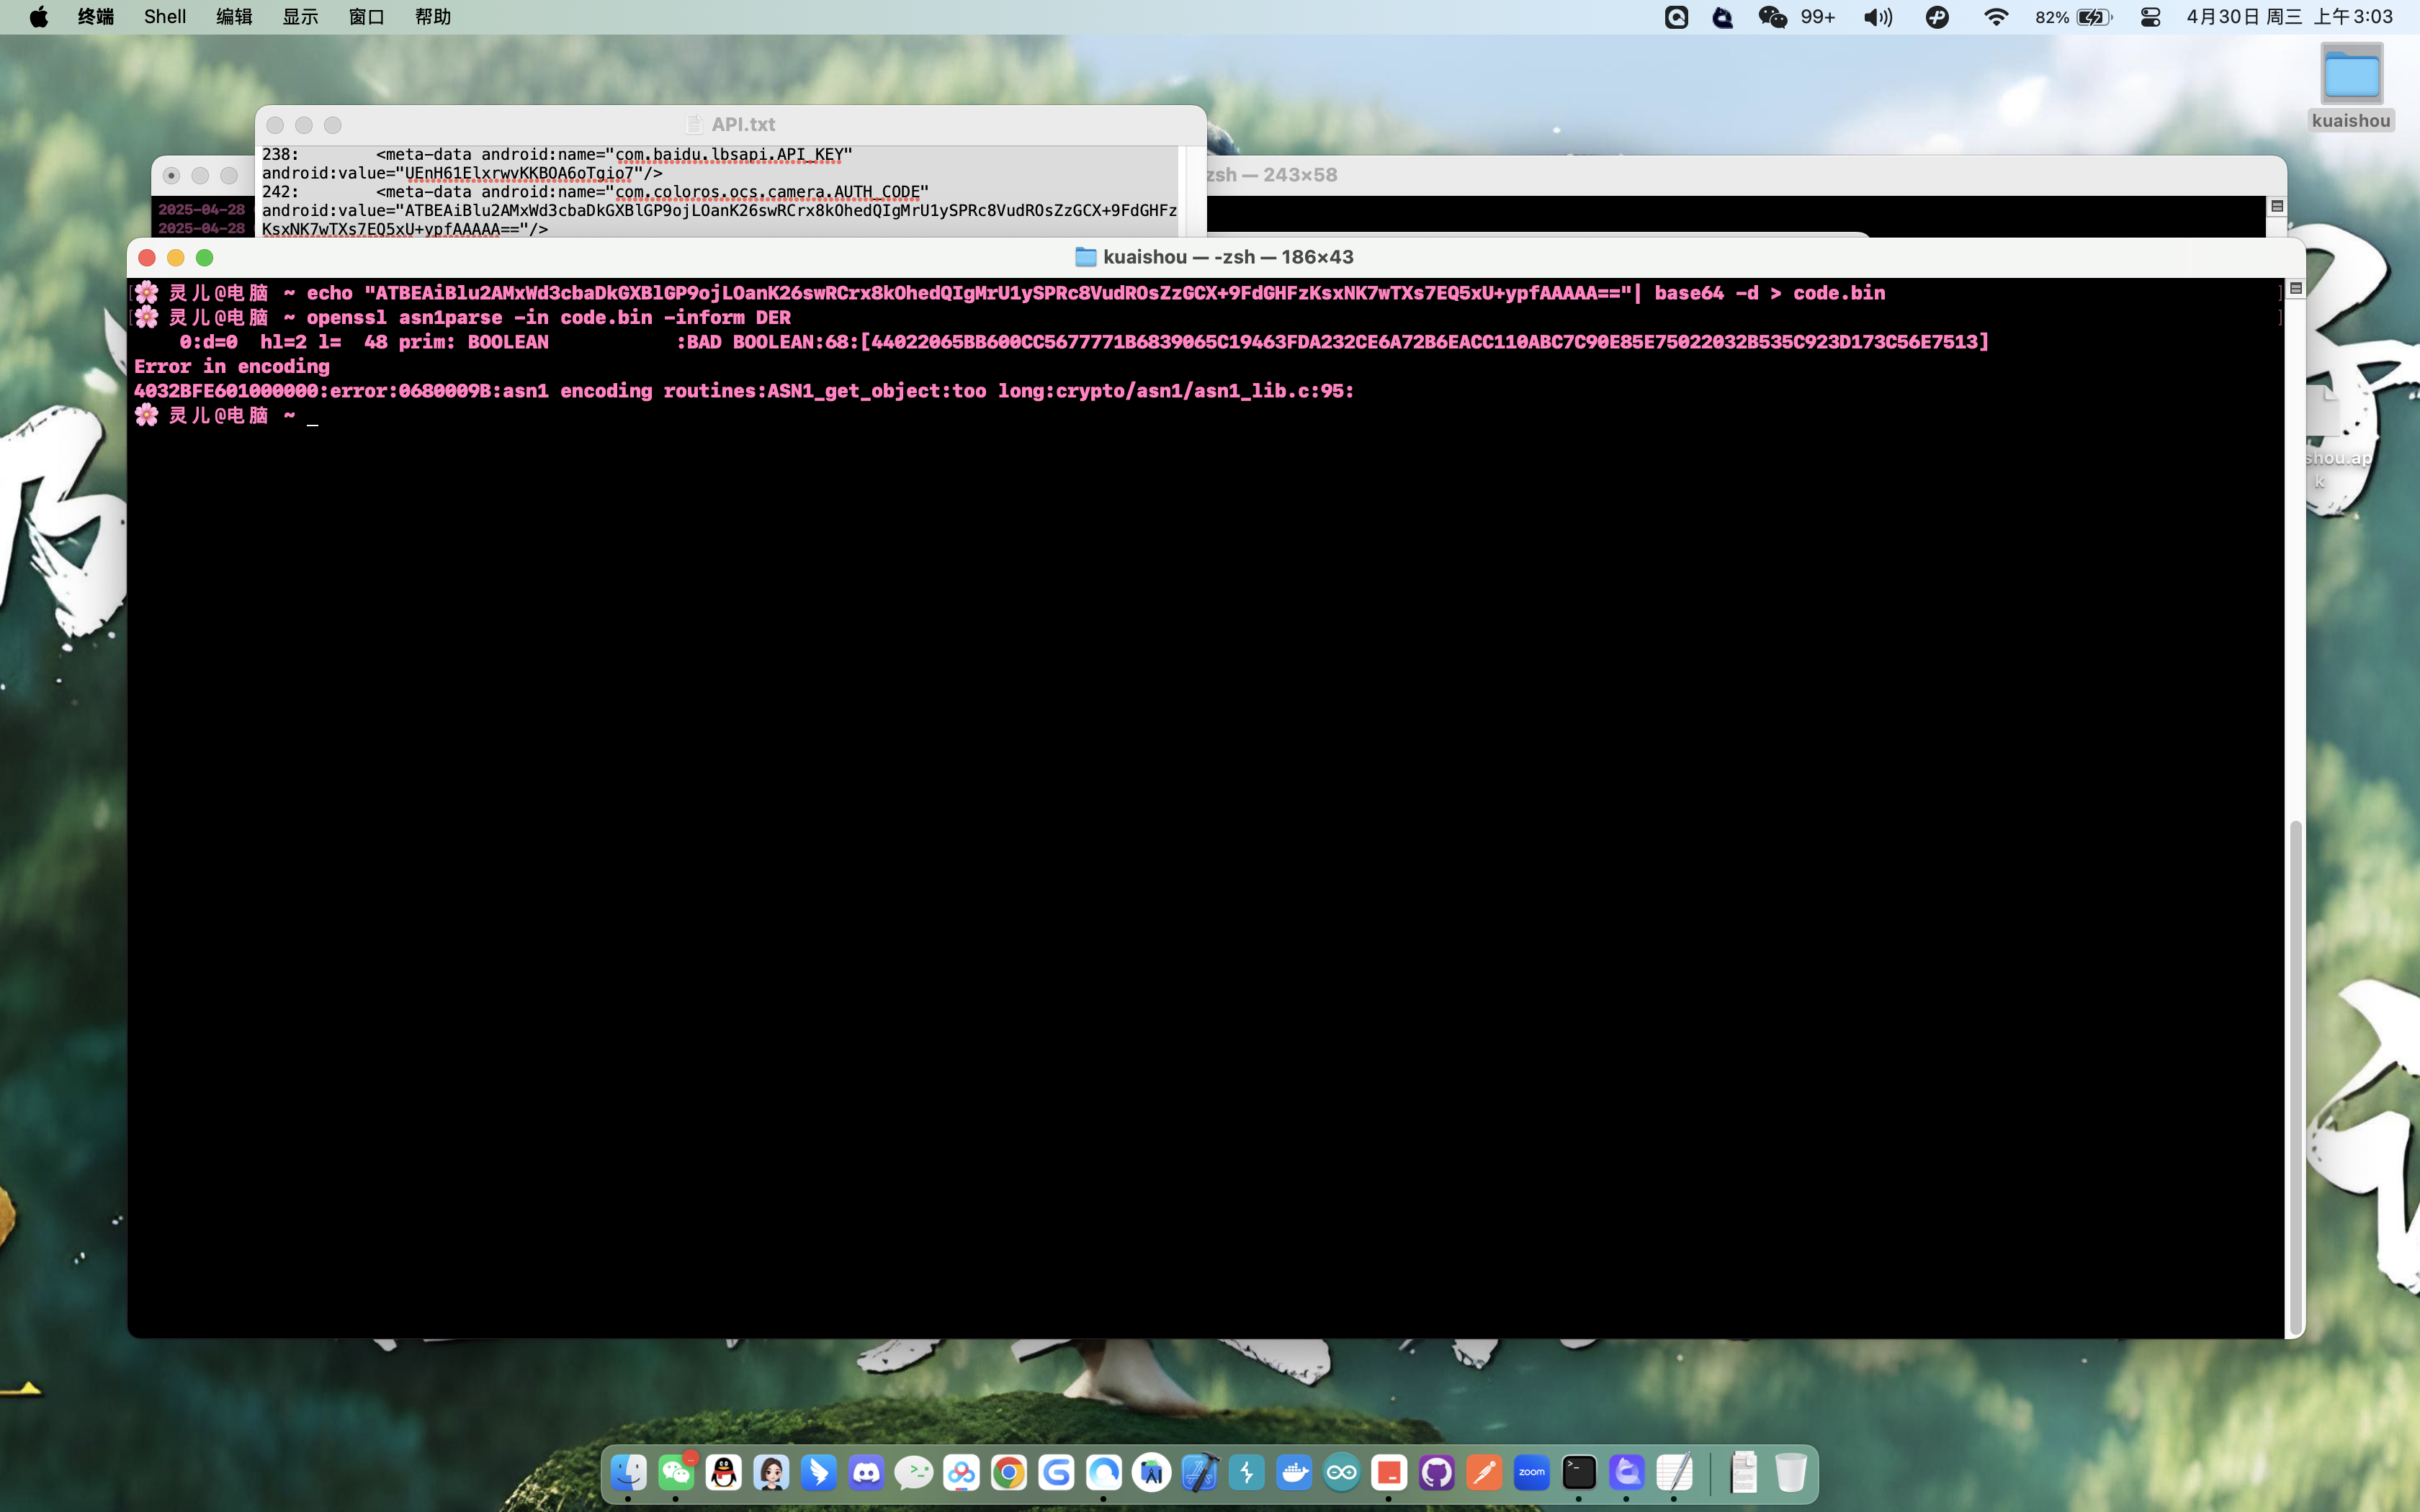 终端 Shell 编辑 显示 窗口 帮助
99+ 82% 4月30日 周三 上午3:03
kuaishou
API.txt
238: <meta-data android:name="com.baidu.lbsapi.API_KEY"
android:value="UEnH61ElxrwvKKBOA6oTgio7"/>
242: <meta-data android:name="com.coloros.ocs.camera.AUTH_CODE"
android:value="ATBEAiBlu2AMxWd3cbaDkGXBlGP9ojLOanK26swRCrx8kOhedQIgMrU1ySPRc8VudROsZzGCX+9FdGHFz
KsxNK7wTXs7EQ5xU+ypfAAAAA=="/>
zsh — 243×58
2025-04-28
2025-04-28
kuaishou — -zsh — 186×43
灵儿@电脑 ~ echo "ATBEAiBlu2AMxWd3cbaDkGXBlGP9ojLOanK26swRCrx8kOhedQIgMrU1ySPRc8VudROsZzGCX+9FdGHFzKsxNK7wTXs7EQ5xU+ypfAAAAA=="| base64 -d > code.bin
灵儿@电脑 ~ openssl asn1parse -in code.bin -inform DER
0:d=0 hl=2 l= 48 prim: BOOLEAN :BAD BOOLEAN:68:[44022065BB600CC5677771B6839065C19463FDA232CE6A72B6EACC110ABC7C90E85E75022032B535C923D173C56E7513]
Error in encoding
4032BFE601000000:error:0680009B:asn1 encoding routines:ASN1_get_object:too long:crypto/asn1/asn1_lib.c:95:
灵儿@电脑 ~ _
shou.ap
k
zoom